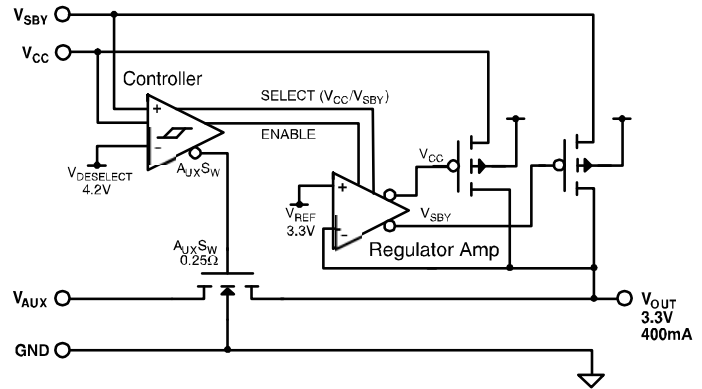 VSBY
VCC
Controller
SELECT (VCC/VSBY)
+
ENABLE
-
VDESELECT
4.2V
AUXSW
VCC
+
VREF
3.3V
VSBY
-
Regulator Amp
AUXSW
0.25Ω
VAUX
VOUT
3.3V
400mA
GND